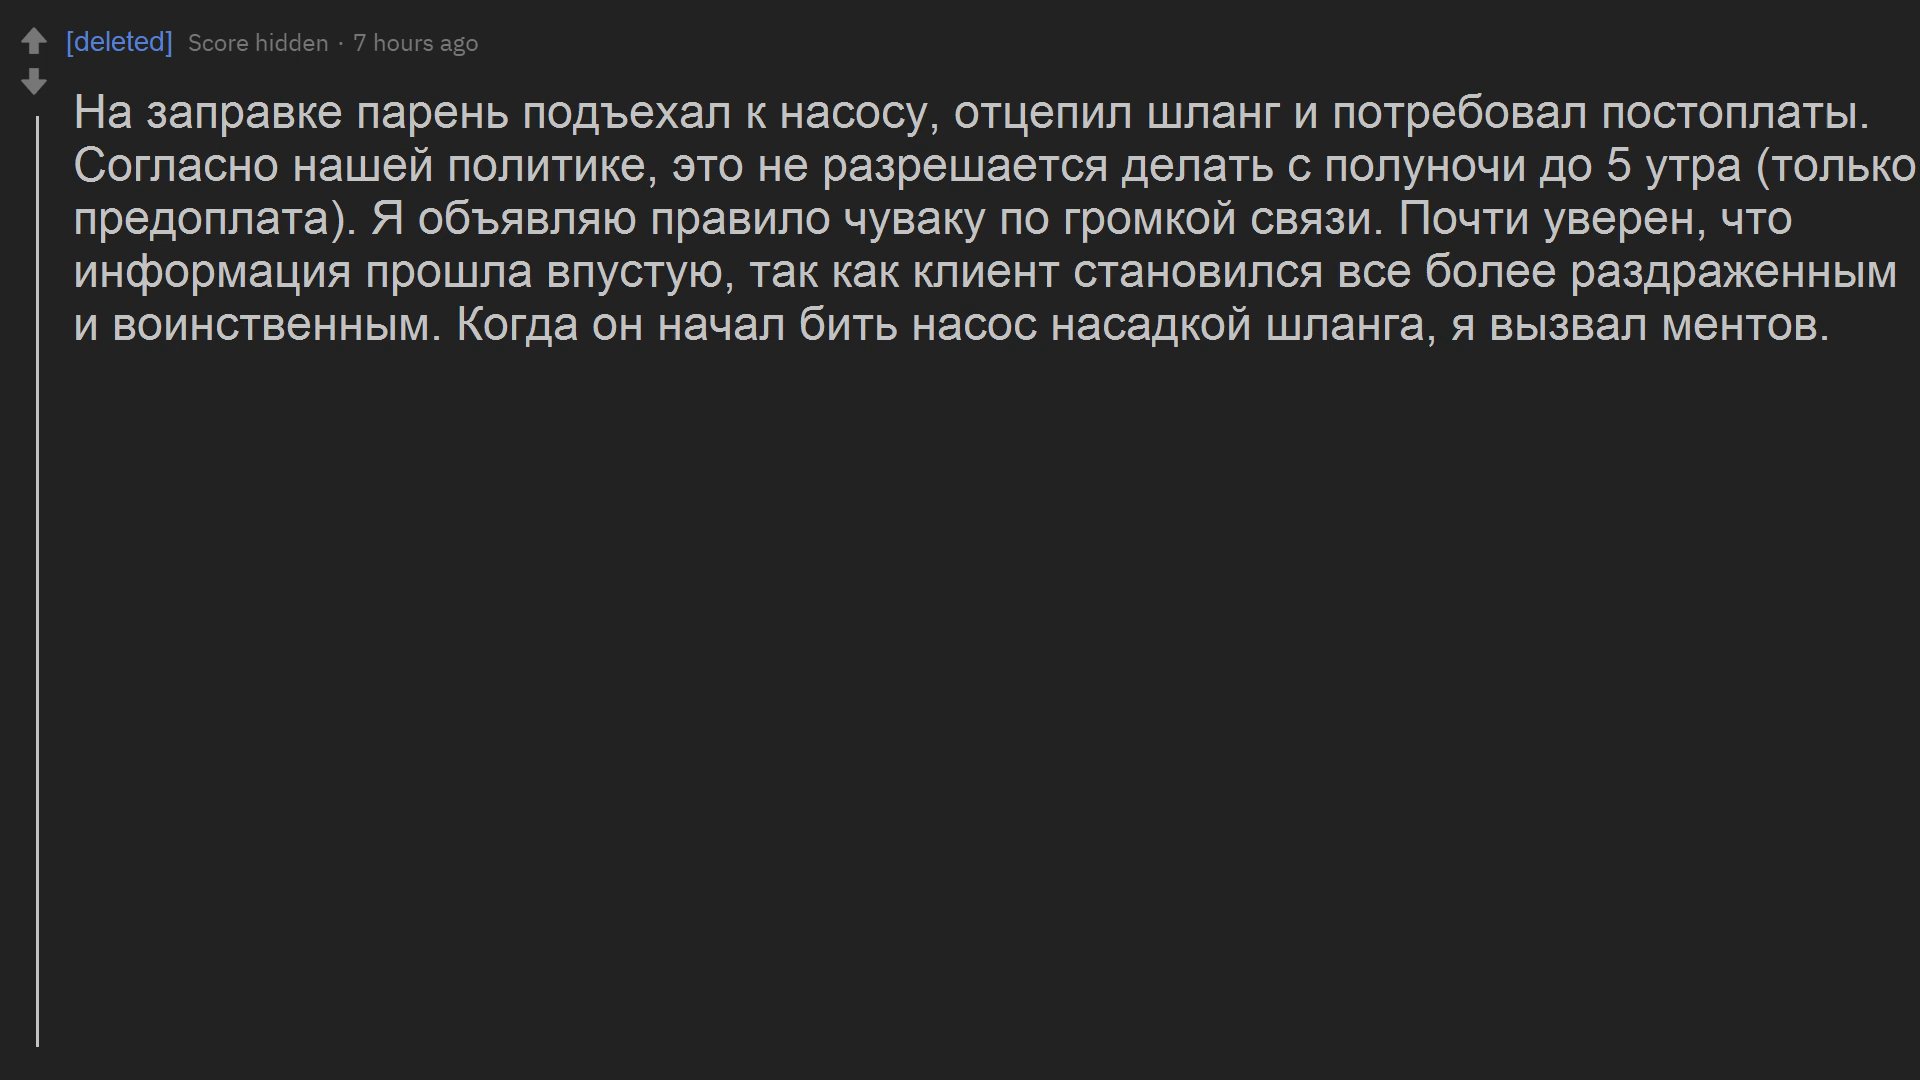 [deleted] Score hidden · 7 hours ago
На заправке парень подъехал к насосу, отцепил шланг и потребовал постоплаты.
Согласно нашей политике, это не разрешается делать с полуночи до 5 утра (только
предоплата). Я объявляю правило чуваку по громкой связи. Почти уверен, что
информация прошла впустую, так как клиент становился все более раздраженным
и воинственным. Когда он начал бить насос насадкой шланга, я вызвал ментов.